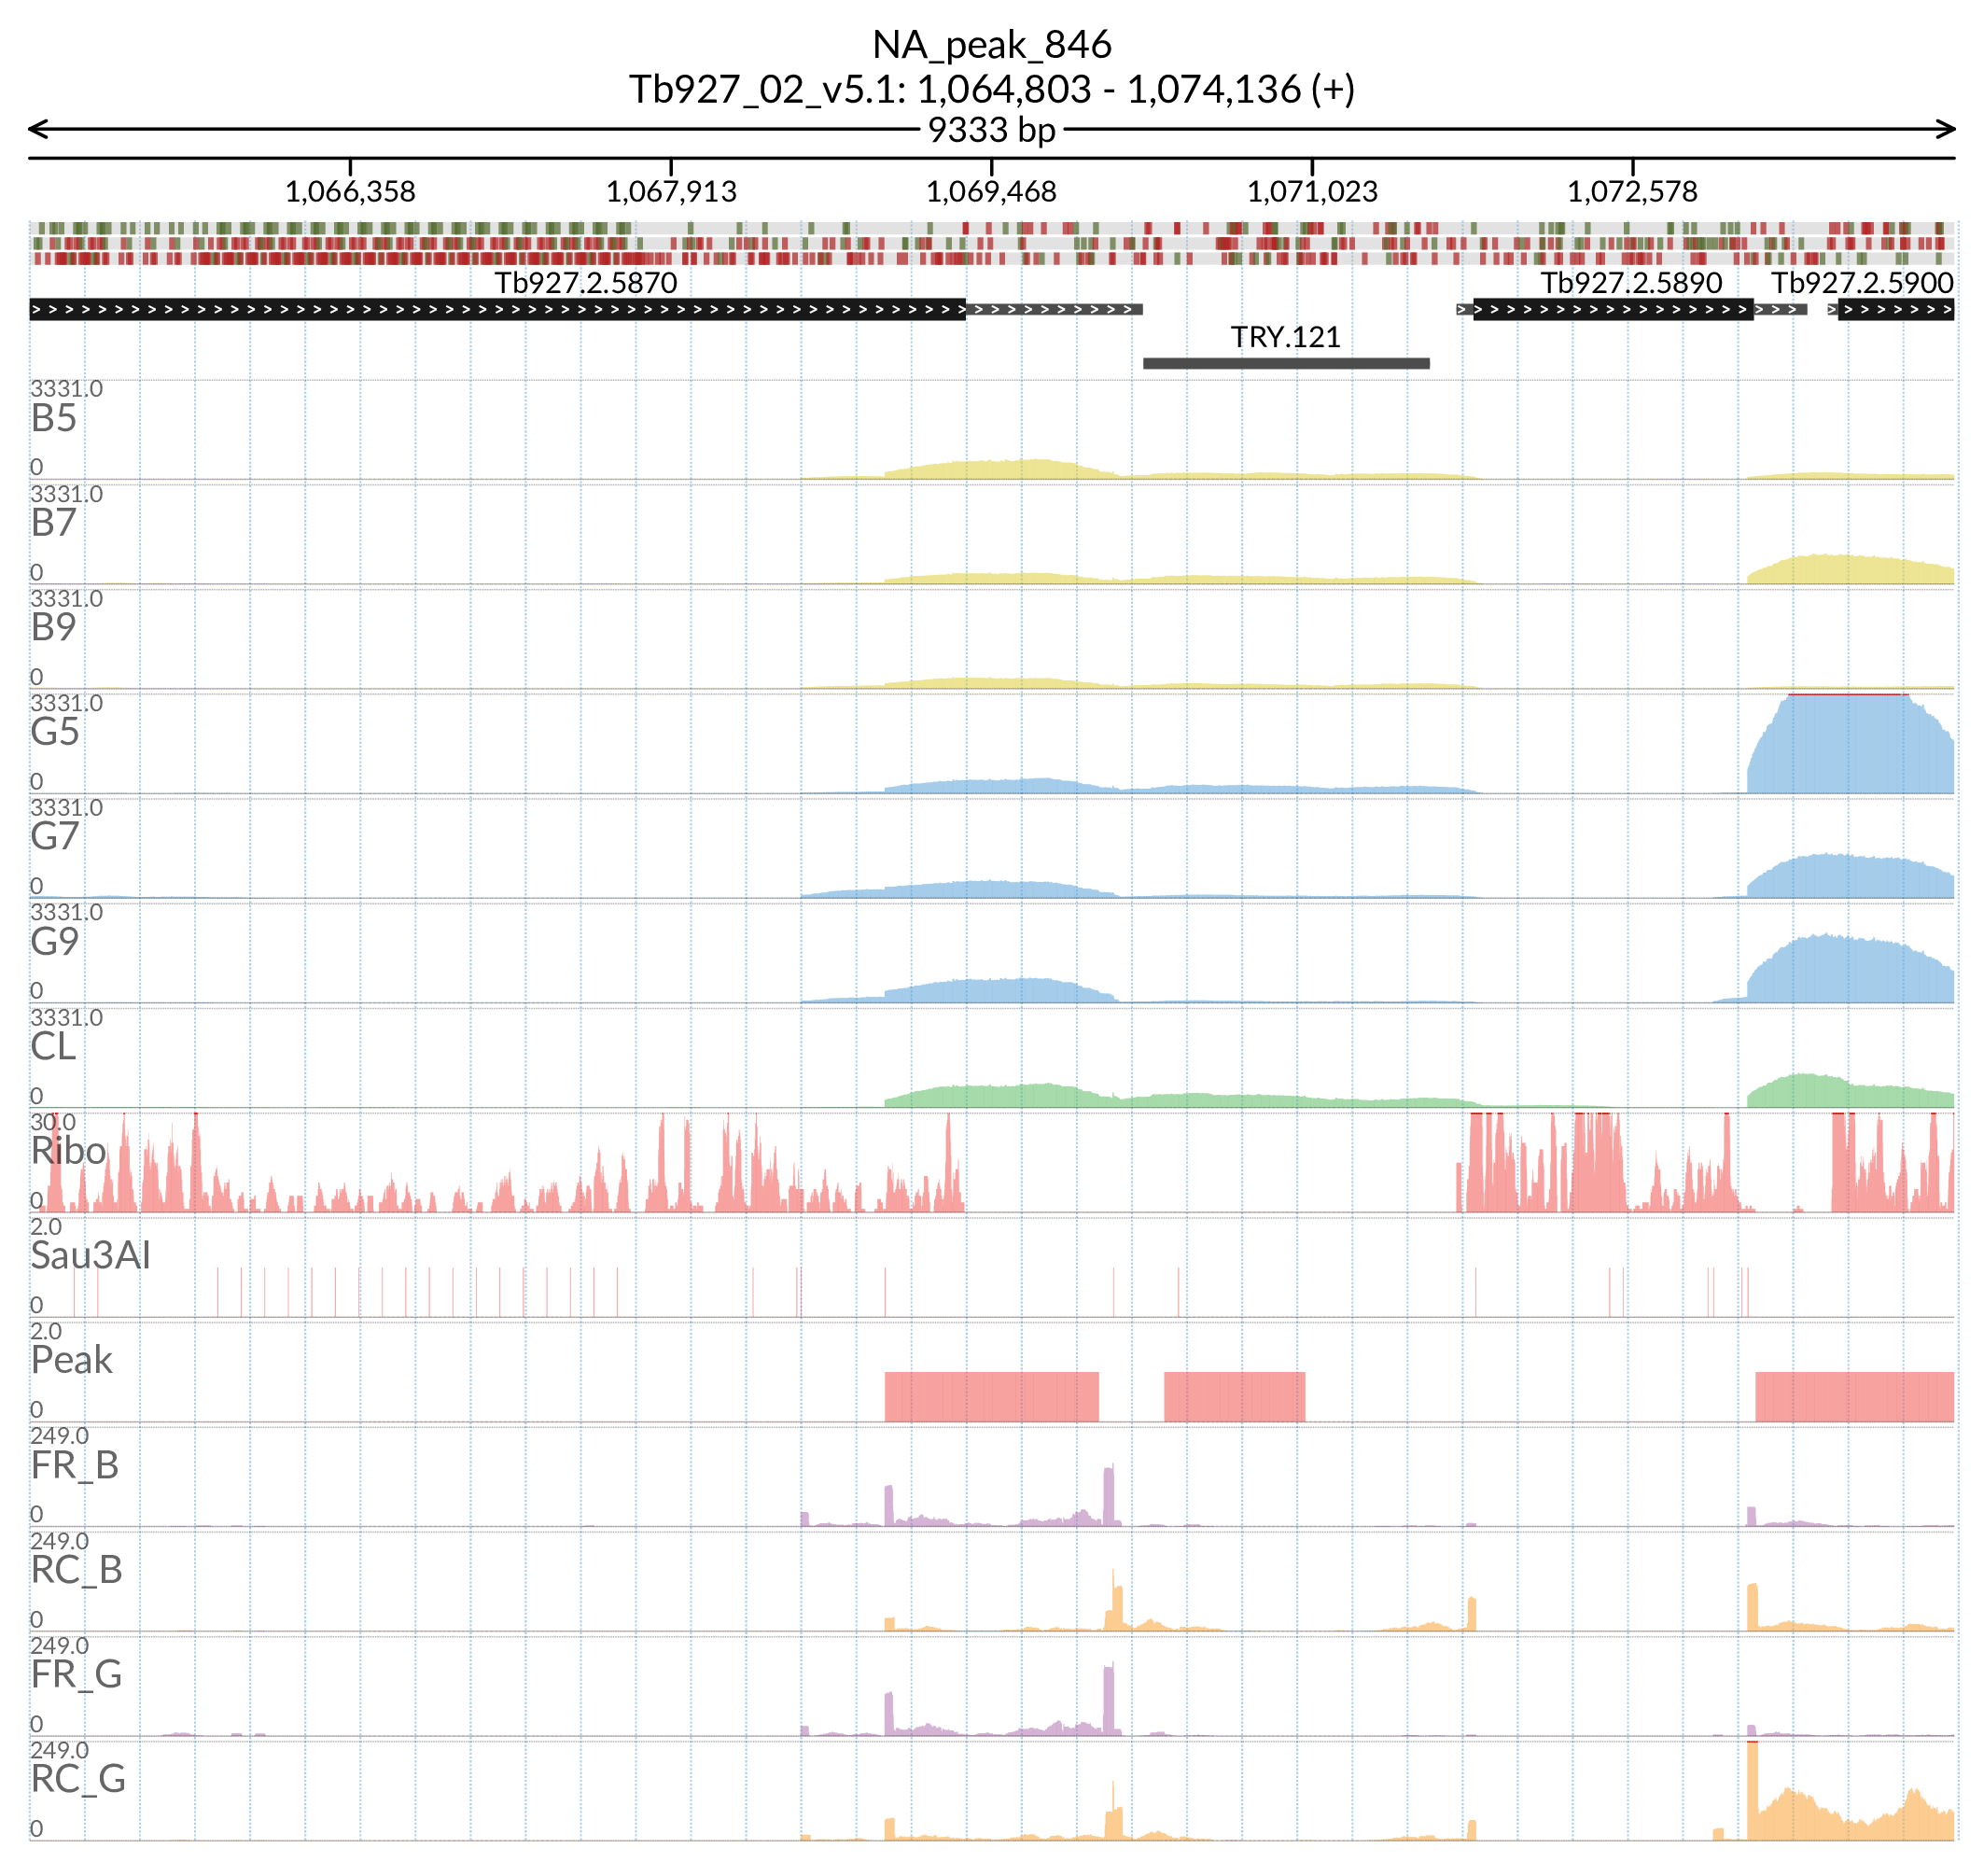 NA_peak_846
Tb927_02_v5.1: 1,064,803 - 1,074,136 (+)
9333 bp
1,066,358 1,067,913 1,069,468 1,071,023 1,072,578
Tb927.2.5870 Tb927.2.5890 Tb927.2.5900
TRY.121
3331.0
B5
0
3331.0
B7
0
3331.0
B9
0
3331.0
G5
0
3331.0
G7
0
3331.0
G9
0
3331.0
CL
0
30.0
Ribo
0
2.0
Sau3AI
0
2.0
Peak
0
249.0
FR_B
0
249.0
RC_B
0
249.0
FR_G
0
249.0
RC_G
0